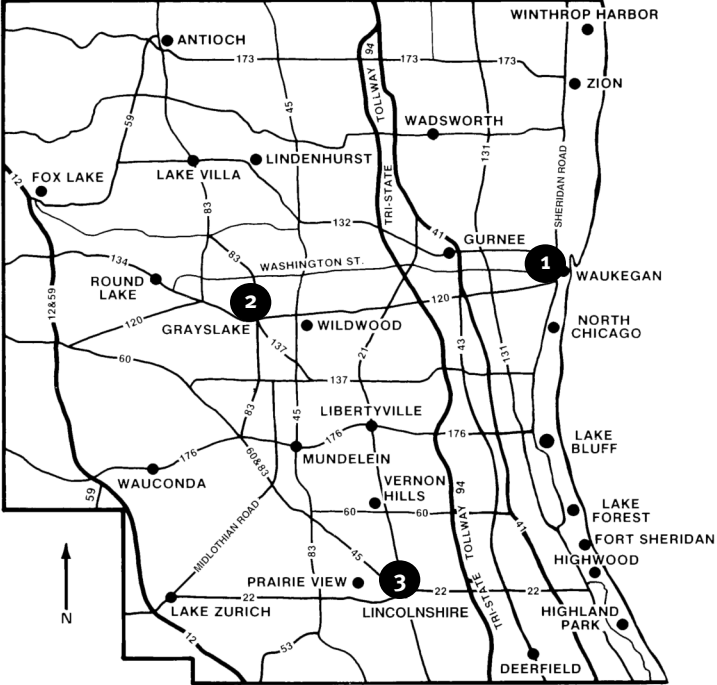 WINTHROP HARBOR
ANTIOCH
94
173
173
173
ZION
45
TOLLWAY
59
WADSWORTH
131
LINDENHURST
LAKE VILLA
SHERIDAN ROAD
12
FOX LAKE
TRI-STATE
83
132
41
GURNEE
83
134
WASHINGTON ST.
1
WAUKEGAN
ROUND
LAKE
12&59
2
120
GRAYSLAKE
WILDWOOD
120
NORTH
CHICAGO
137
21
43
131
60
137
83
45
LIBERTYVILLE
176
176
LAKE
BLUFF
176
MUNDELEIN
60&83
WAUCONDA
VERNON
HILLS
94
59
MIDLOTHIAN ROAD
60
60
TOLLWAY
41
LAKE
FOREST
83
45
FORT SHERIDAN
HIGHWOOD
N
PRAIRIE VIEW
3
22
22
22
LAKE ZURICH
LINCOLNSHIRE
TRI-STATE
HIGHLAND
PARK
12
53
DEERFIELD